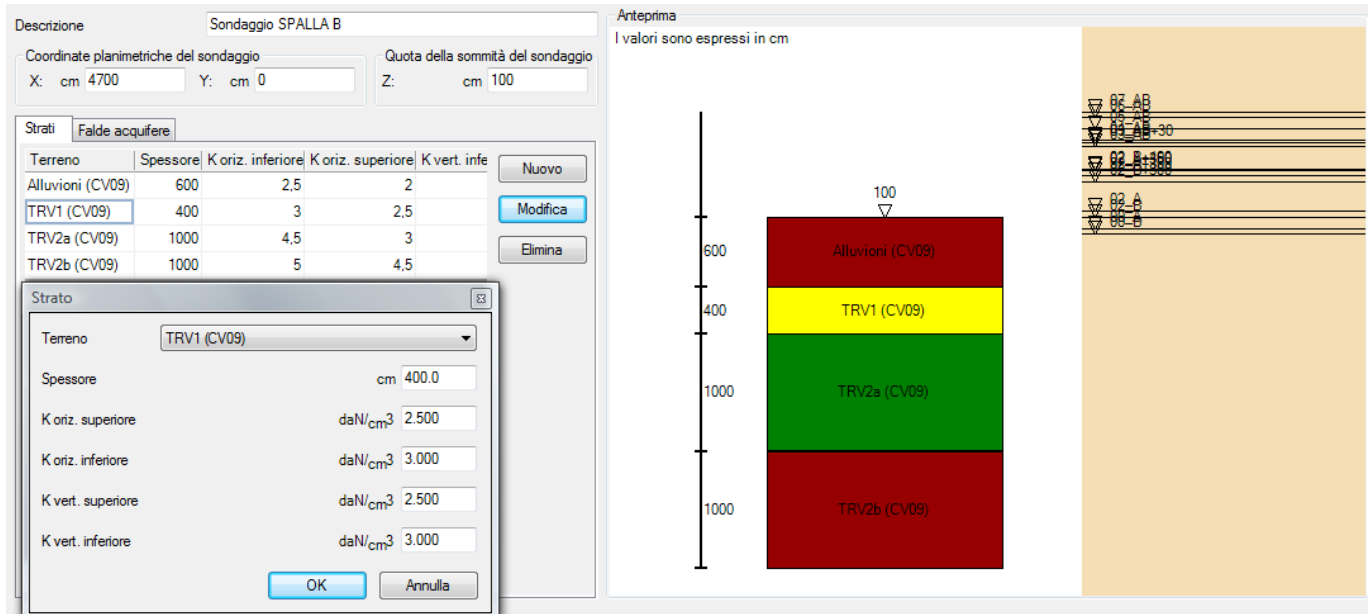 Descrizione Sondaggio SPALLA B
Coordinate planimetriche del sondaggio Quota della sommità del sondaggio
X: cm 4700 Y: cm 0 Z: cm 100
Strati Falde acquifere
Terreno Spessore K oriz. inferiore K oriz. superiore K vert. infe
Alluvioni (CV09) 600 2,5 2
TRV1 (CV09) 400 3 2,5
TRV2a (CV09) 1000 4,5 3
TRV2b (CV09) 1000 5 4,5
Nuovo
Modifica
Elimina
Strato
Terreno TRV1 (CV09)
Spessore cm 400.0
K oriz. superiore daN/cm3 2.500
K oriz. inferiore daN/cm3 3.000
K vert. superiore daN/cm3 2.500
K vert. inferiore daN/cm3 3.000
OK Annulla
Anteprima
I valori sono espressi in cm
100
600 Alluvioni (CV09)
400 TRV1 (CV09)
1000 TRV2a (CV09)
1000 TRV2b (CV09)
07_AB
05_AB
02_A